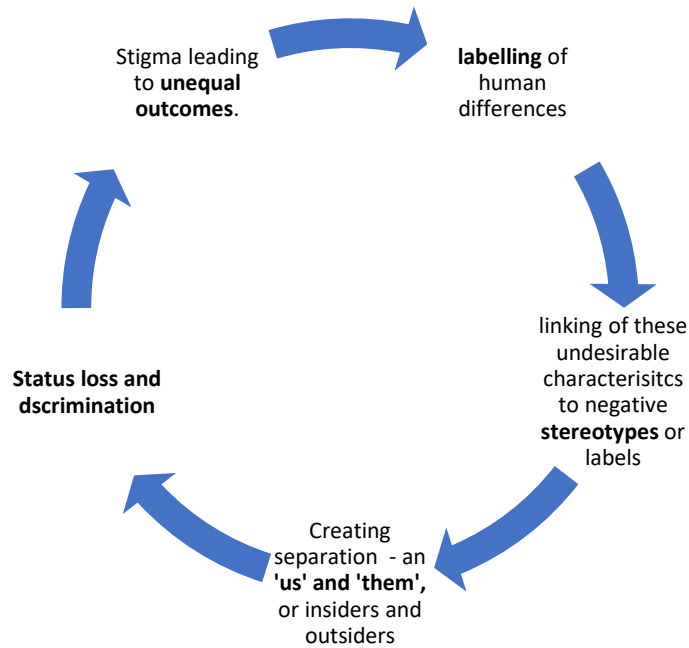 labelling of
human
differences
linking of these
undesirable
characterisitcs
to negative
stereotypes or
labels
Creating
separation - an
'us' and 'them',
or insiders and
outsiders
Status loss and
dscrimination
Stigma leading
to unequal
outcomes.